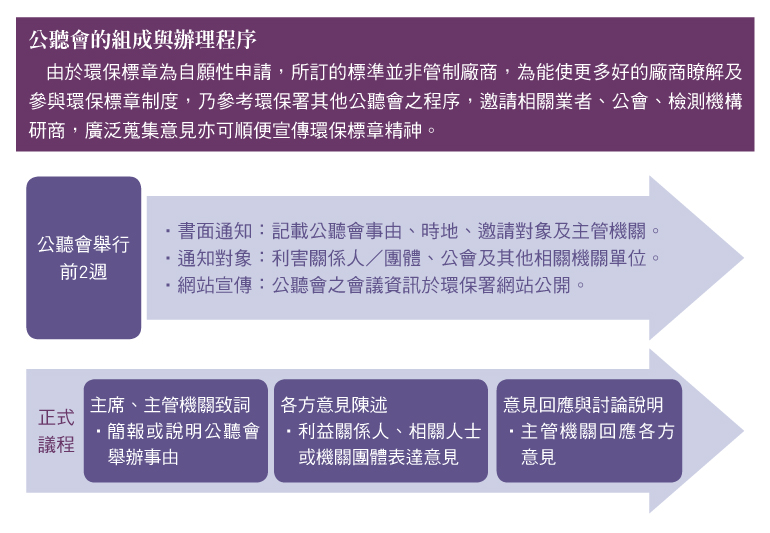 公聽會的組成與辦理程序
由於環保標章為自願性申請，所訂的標準並非管制廠商，為能使更多好的廠商瞭解及
參與環保標章制度，乃參考環保署其他公聽會之程序，邀請相關業者、公會、檢測機構
研商，廣泛蒐集意見亦可順便宣傳環保標章精神。
公聽會舉行
前2週
・書面通知：記載公聽會事由、時地、邀請對象及主管機關。
・通知對象：利害關係人／團體、公會及其他相關機關單位。
・網站宣傳：公聽會之會議資訊於環保署網站公開。
正式
議程
主席、主管機關致詞
・簡報或說明公聽會
舉辦事由
各方意見陳述
・利益關係人、相關人士
或機關團體表達意見
意見回應與討論說明
・主管機關回應各方
意見